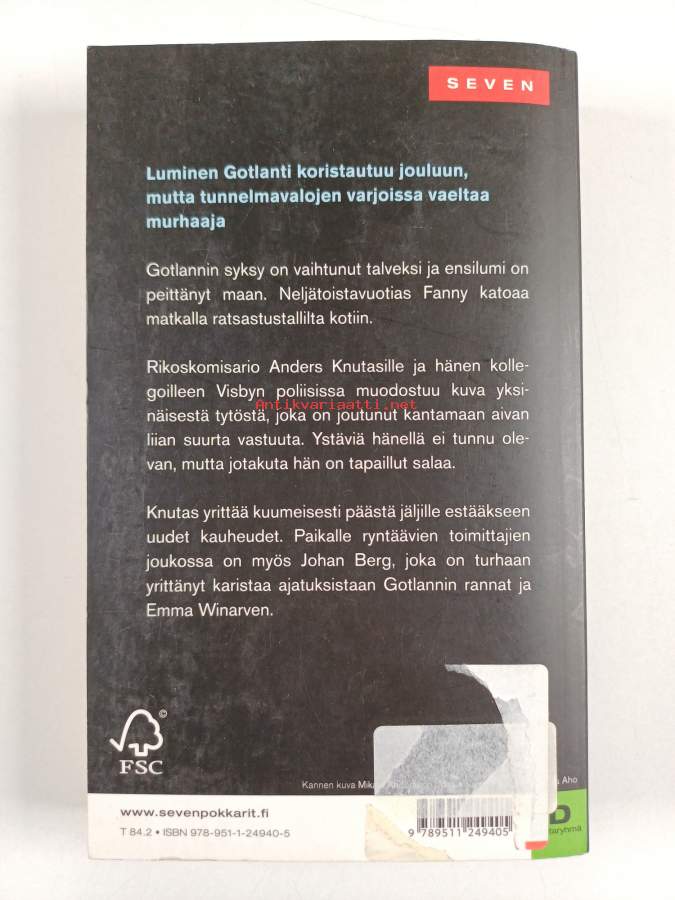 SEVEN
Luminen Gotlanti koristautuu jouluun,
mutta tunnelmavalojen varjoissa vaeltaa
murhaaja
Gotlannin syksy on vaihtunut talveksi ja ensilumi on
peittänyt maan. Neljätoistavuotias Fanny katoaa
matkalla ratsastustallilta kotiin.
Rikoskomisario Anders Knutasille ja hänen kolle-
goilleen Visbyn poliisissa muodostuu kuva yksi-
näisestä tytöstä, joka on joutunut kantamaan aivan
Antikvariaatti.net
liian suurta vastuuta. Ystäviä hänellä ei tunnu ole-
van, mutta jotakuta hän on tapaillut salaa.
Knutas yrittää kuumeisesti päästä jäljille estääkseen
uudet kauheudet. Paikalle ryntäävien toimittajien
joukossa on myös Johan Berg, joka on turhaan
yrittänyt karistaa ajatuksistaan Gotlannin rannat ja
Emma Winarven.
©
FSC
Kannen kuva Aho
www.sevenpokkarit.fi
T 84.2 • ISBN 978-951-1-24940-5
9 789511 249405